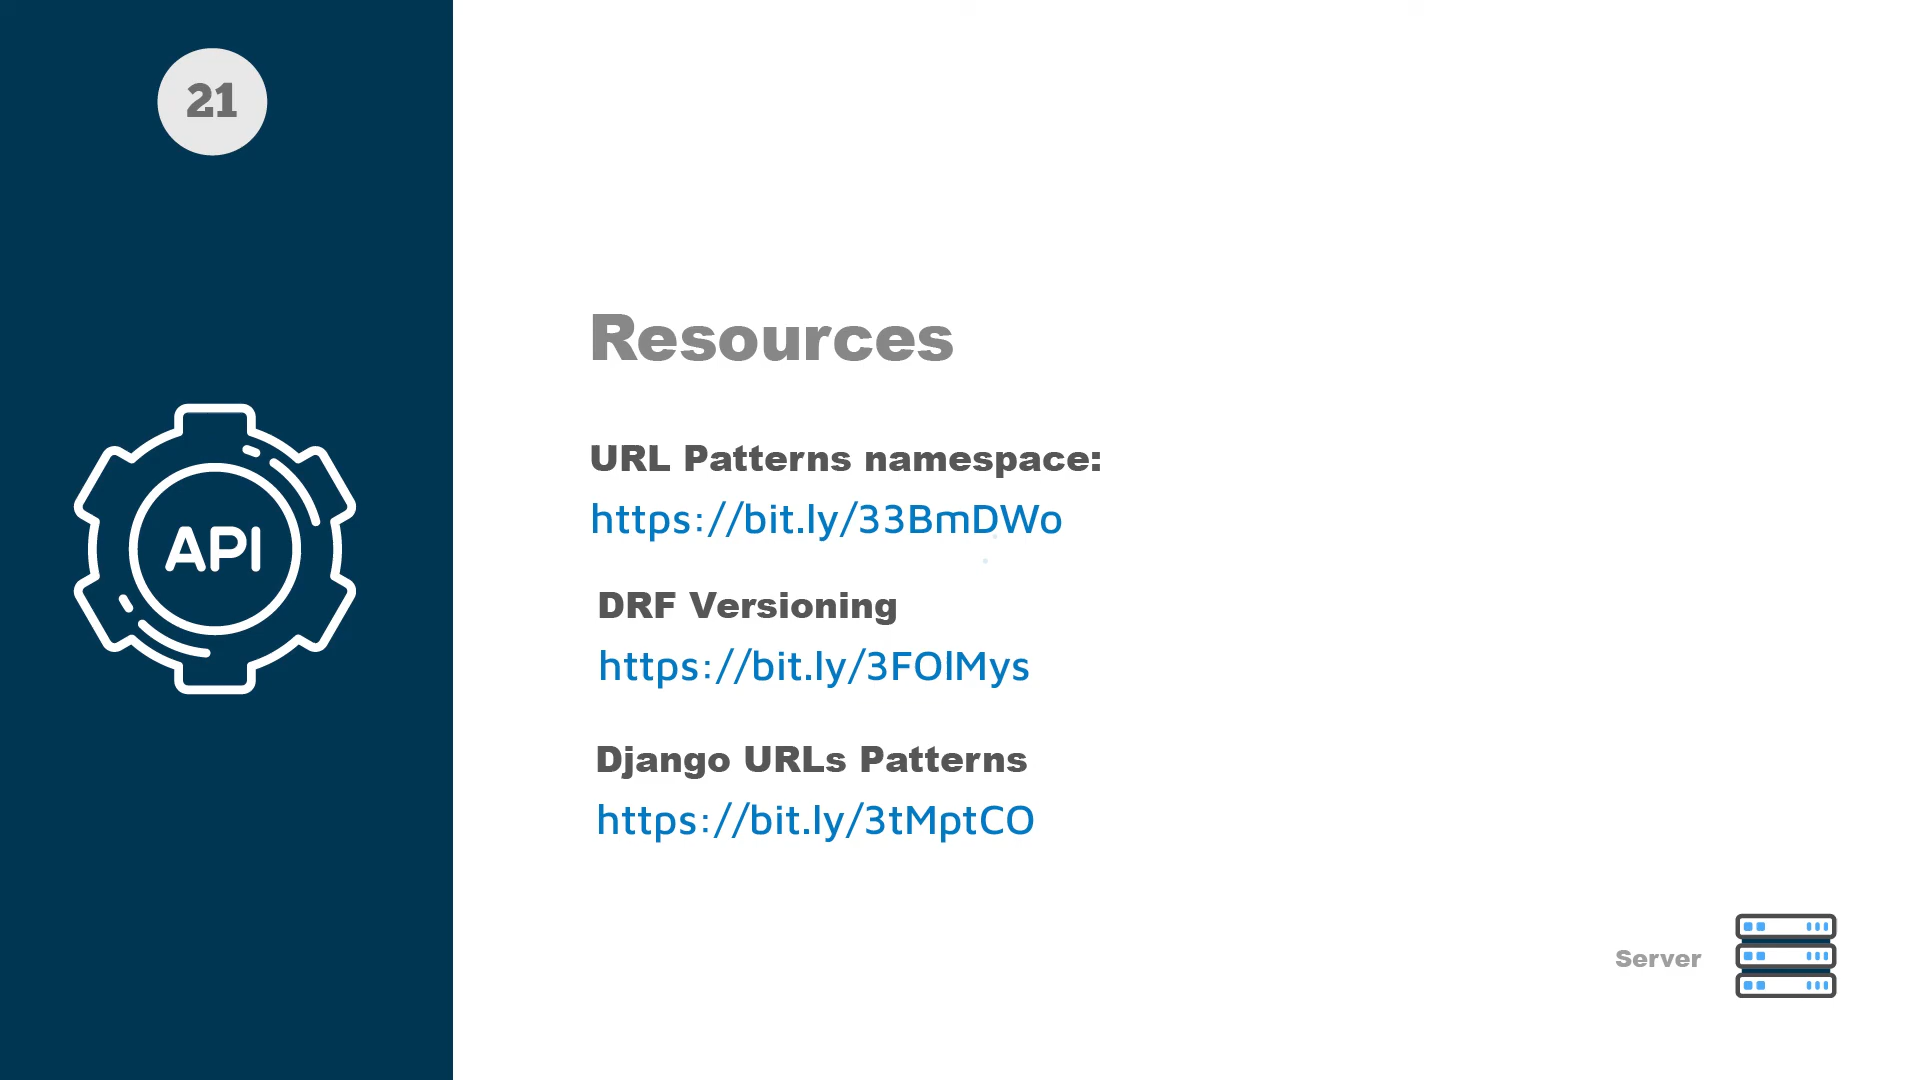 21
API
Resources
URL Patterns namespace:
https://bit.ly/33BmDWo
DRF Versioning
https://bit.ly/3FOlMys
Django URLs Patterns
https://bit.ly/3tMptCO
Server